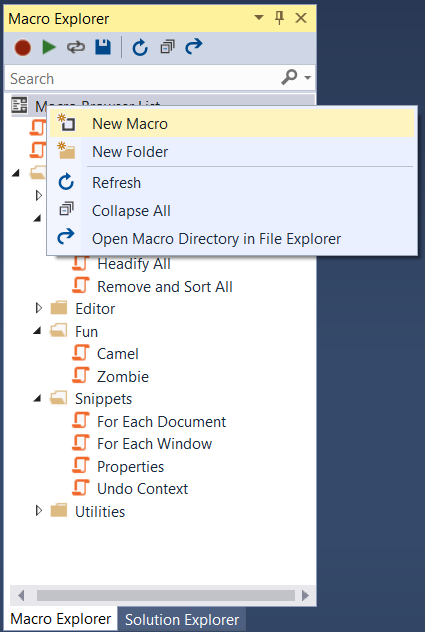 Macro Explorer
Search
Macro Browser List
New Macro
New Folder
Refresh
Collapse All
Open Macro Directory in File Explorer
Headify All
Remove and Sort All
Editor
Fun
Camel
Zombie
Snippets
For Each Document
For Each Window
Properties
Undo Context
Utilities
Macro Explorer
Solution Explorer